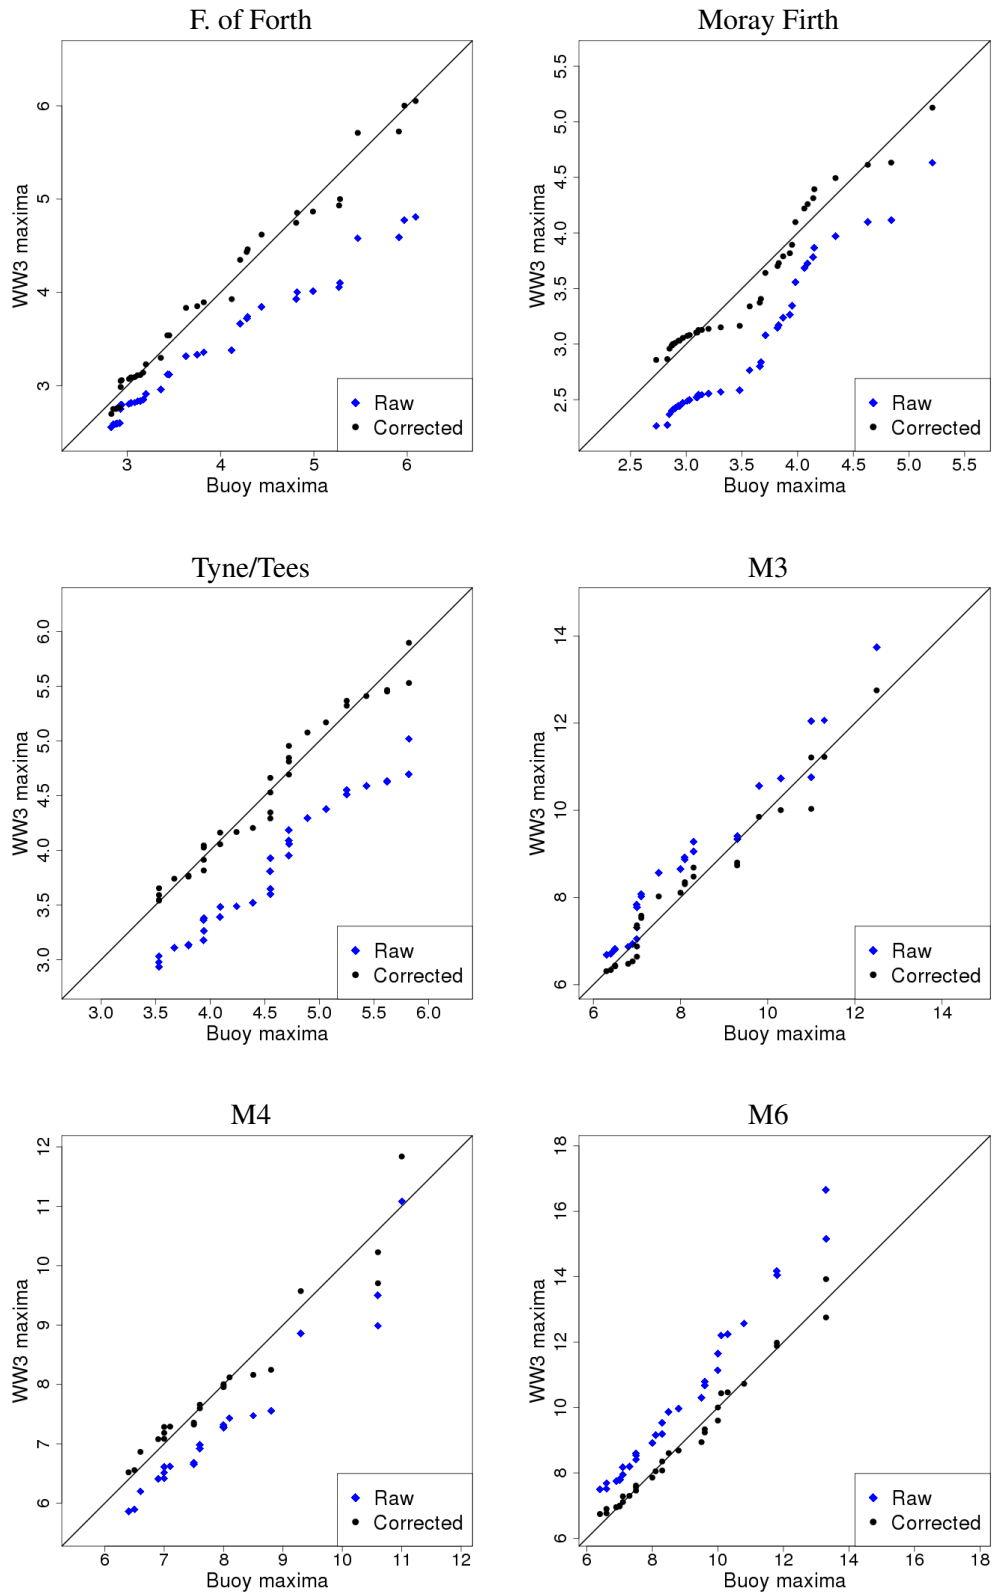 F. of Forth
WW3 maxima
6
5
4
3
3 4 5 6
Buoy maxima
Raw
Corrected
Moray Firth
WW3 maxima
5.5
5.0
4.5
4.0
3.5
3.0
2.5
2.5 3.0 3.5 4.0 4.5 5.0 5.5
Buoy maxima
Raw
Corrected
Tyne/Tees
WW3 maxima
6.0
5.5
5.0
4.5
4.0
3.5
3.0
3.0 3.5 4.0 4.5 5.0 5.5 6.0
Buoy maxima
Raw
Corrected
M3
WW3 maxima
14
12
10
8
6
6 8 10 12 14
Buoy maxima
Raw
Corrected
M4
WW3 maxima
12
11
10
9
8
7
6
6 7 8 9 10 11 12
Buoy maxima
Raw
Corrected
M6
WW3 maxima
18
16
14
12
10
8
6
6 8 10 12 14 16 18
Buoy maxima
Raw
Corrected